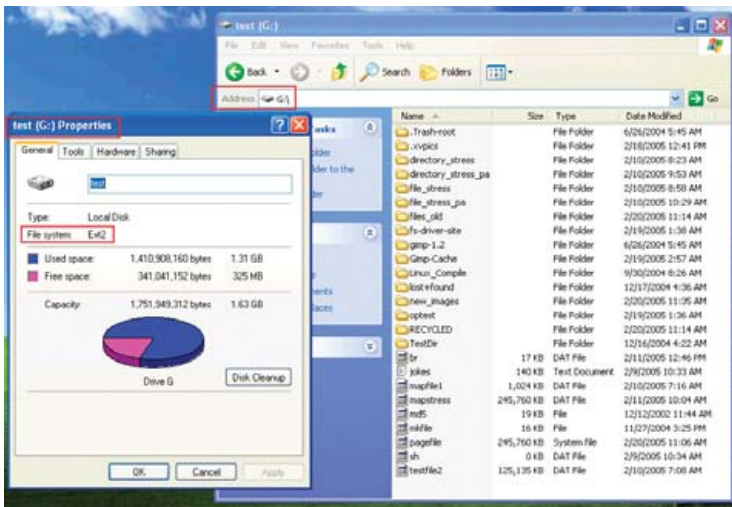 test (G:)
File Edit View Favorites Tools Help
Back Search Folders
Address G:\ Go
test (G:) Properties
General Tools Hardware Sharing
test
Type: Local Disk
File system: Ext2
Used space: 1,410,908,160 bytes 1.31 GB
Free space: 341,041,152 bytes 325 MB
Capacity: 1,751,949,312 bytes 1.63 GB
Drive G
Disk Cleanup
OK Cancel Apply
asks
older
lder to the
der
ents
laces
Name Size Type Date Modified
.Trash-root File Folder 6/26/2004 5:45 AM
.xvpics File Folder 2/18/2005 12:41 PM
directory_stress File Folder 2/10/2005 8:23 AM
directory_stress_pa File Folder 2/10/2005 9:53 AM
file_stress File Folder 2/10/2005 8:58 AM
file_stress_pa File Folder 2/10/2005 10:29 AM
files_old File Folder 2/20/2005 11:14 AM
fs-driver-site File Folder 2/19/2005 1:38 AM
gimp-1.2 File Folder 6/26/2004 5:45 AM
Gimp-Cache File Folder 2/19/2005 2:57 AM
Linux_Compile File Folder 9/30/2004 8:26 AM
lost+found File Folder 12/17/2004 4:36 AM
new_images File Folder 2/20/2005 11:35 AM
optest File Folder 2/19/2005 1:36 AM
RECYCLED File Folder 2/20/2005 11:14 AM
TestDir File Folder 12/16/2004 4:22 AM
br 17 KB DAT File 2/11/2005 12:46 PM
jokes 140 KB Text Document 2/9/2005 10:33 AM
mapfile1 1,024 KB DAT File 2/10/2005 7:16 AM
mapstress 245,760 KB DAT File 2/11/2005 10:04 AM
md5 19 KB File 12/12/2002 11:44 AM
mkfile 16 KB File 11/27/2004 3:25 PM
pagefile 245,760 KB System file 2/20/2005 11:06 AM
sh 0 KB DAT File 2/9/2005 10:34 AM
testfile2 125,135 KB DAT File 2/10/2005 7:08 AM